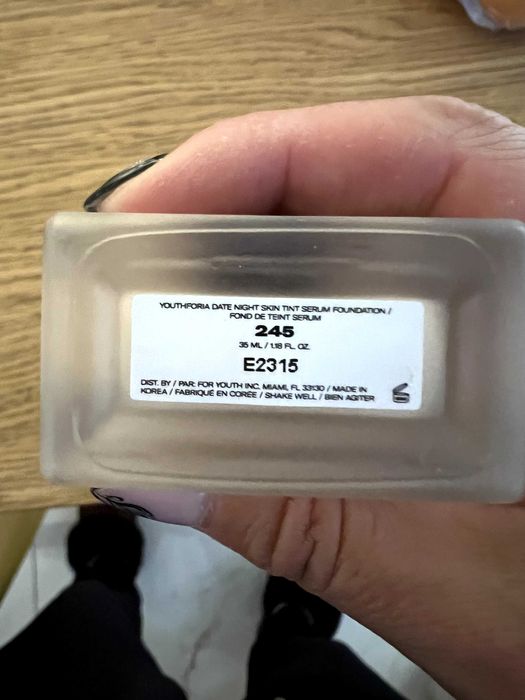 YOUTHFORIA DATE NIGHT SKIN TINT SERUM FOUNDATION /
FOND DE TEINT SERUM
245
35 ML / 1.18 FL. OZ.
E2315
DIST. BY / PAR: FOR YOUTH INC. MIAMI, FL 33130 / MADE IN
KOREA / FABRIQUÉ EN CORÉE / SHAKE WELL / BIEN AGITER